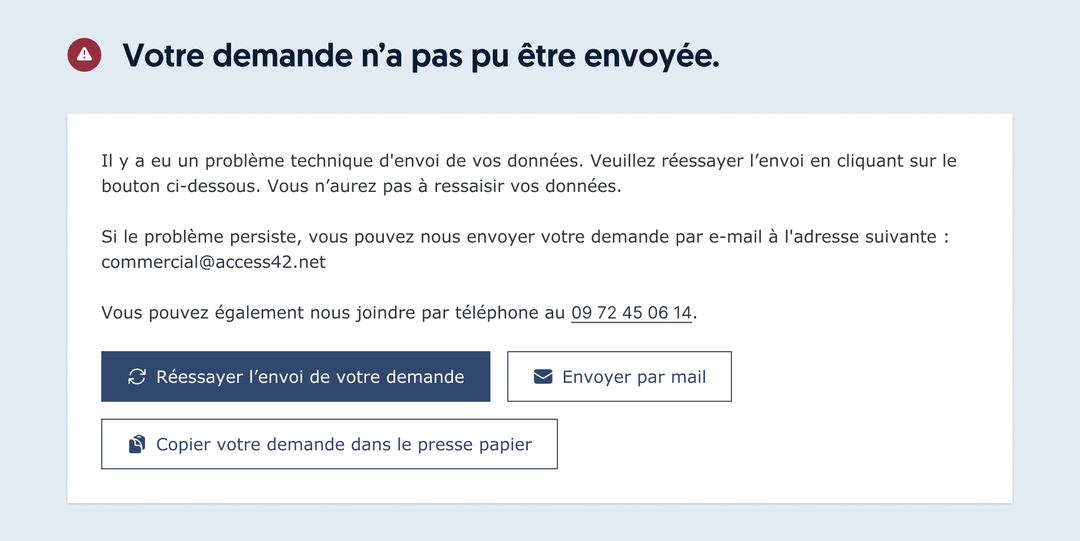 Votre demande n’a pas pu être envoyée.
Il y a eu un problème technique d'envoi de vos données. Veuillez réessayer l’envoi en cliquant sur le
bouton ci-dessous. Vous n’aurez pas à ressaisir vos données.
Si le problème persiste, vous pouvez nous envoyer votre demande par e-mail à l'adresse suivante :
commercial@access42.net
Vous pouvez également nous joindre par téléphone au 09 72 45 06 14.
Réessayer l’envoi de votre demande
Envoyer par mail
Copier votre demande dans le presse papier